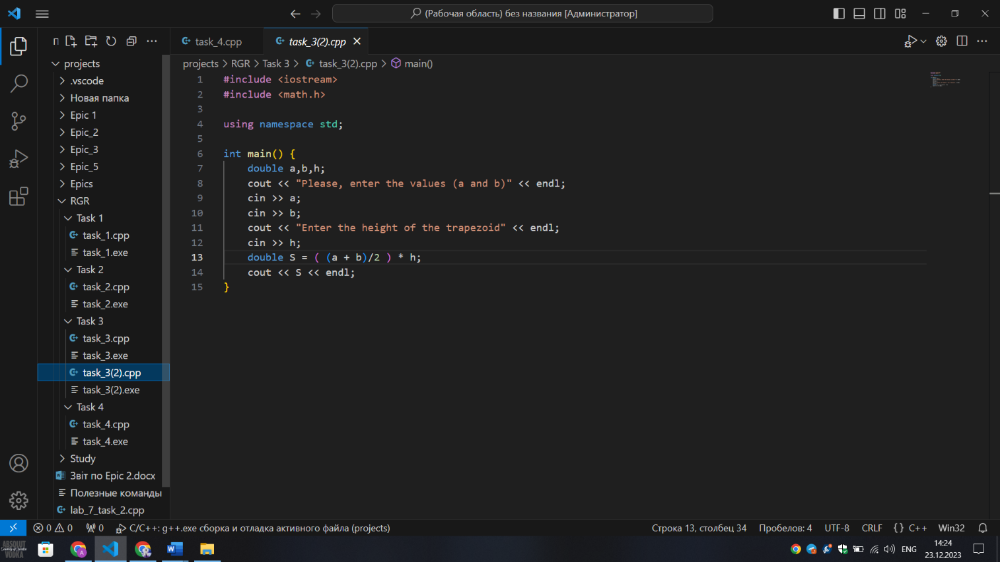 (Рабочая область) без названия [Администратор]
П
task_4.cpp
task_3(2).cpp
projects
.vscode
Новая папка
Epic 1
Epic_2
Epic_3
Epic_5
Epics
RGR
Task 1
task_1.cpp
task_1.exe
Task 2
task_2.cpp
task_2.exe
Task 3
task_3.cpp
task_3.exe
task_3(2).cpp
task_3(2).exe
Task 4
task_4.cpp
task_4.exe
Study
Звіт по Epic 2.docx
Полезные команды
lab_7_task_2.cpp
projects > RGR > Task 3 > task_3(2).cpp > main()
1 #include <iostream>
2 #include <math.h>
3
4 using namespace std;
5
6 int main() {
7 double a,b,h;
8 cout << "Please, enter the values (a and b)" << endl;
9 cin >> a;
10 cin >> b;
11 cout << "Enter the height of the trapezoid" << endl;
12 cin >> h;
13 double S = ( (a + b)/2 ) * h;
14 cout << S << endl;
15 }
0 0 0 C/C++: g++.exe сборка и отладка активного файла (projects) Строка 13, столбец 34 Пробелов: 4 UTF-8 CRLF {} C++ Win32
ABSOLUT
Country of Sweden
VODKA
ENG
14:24
23.12.2023